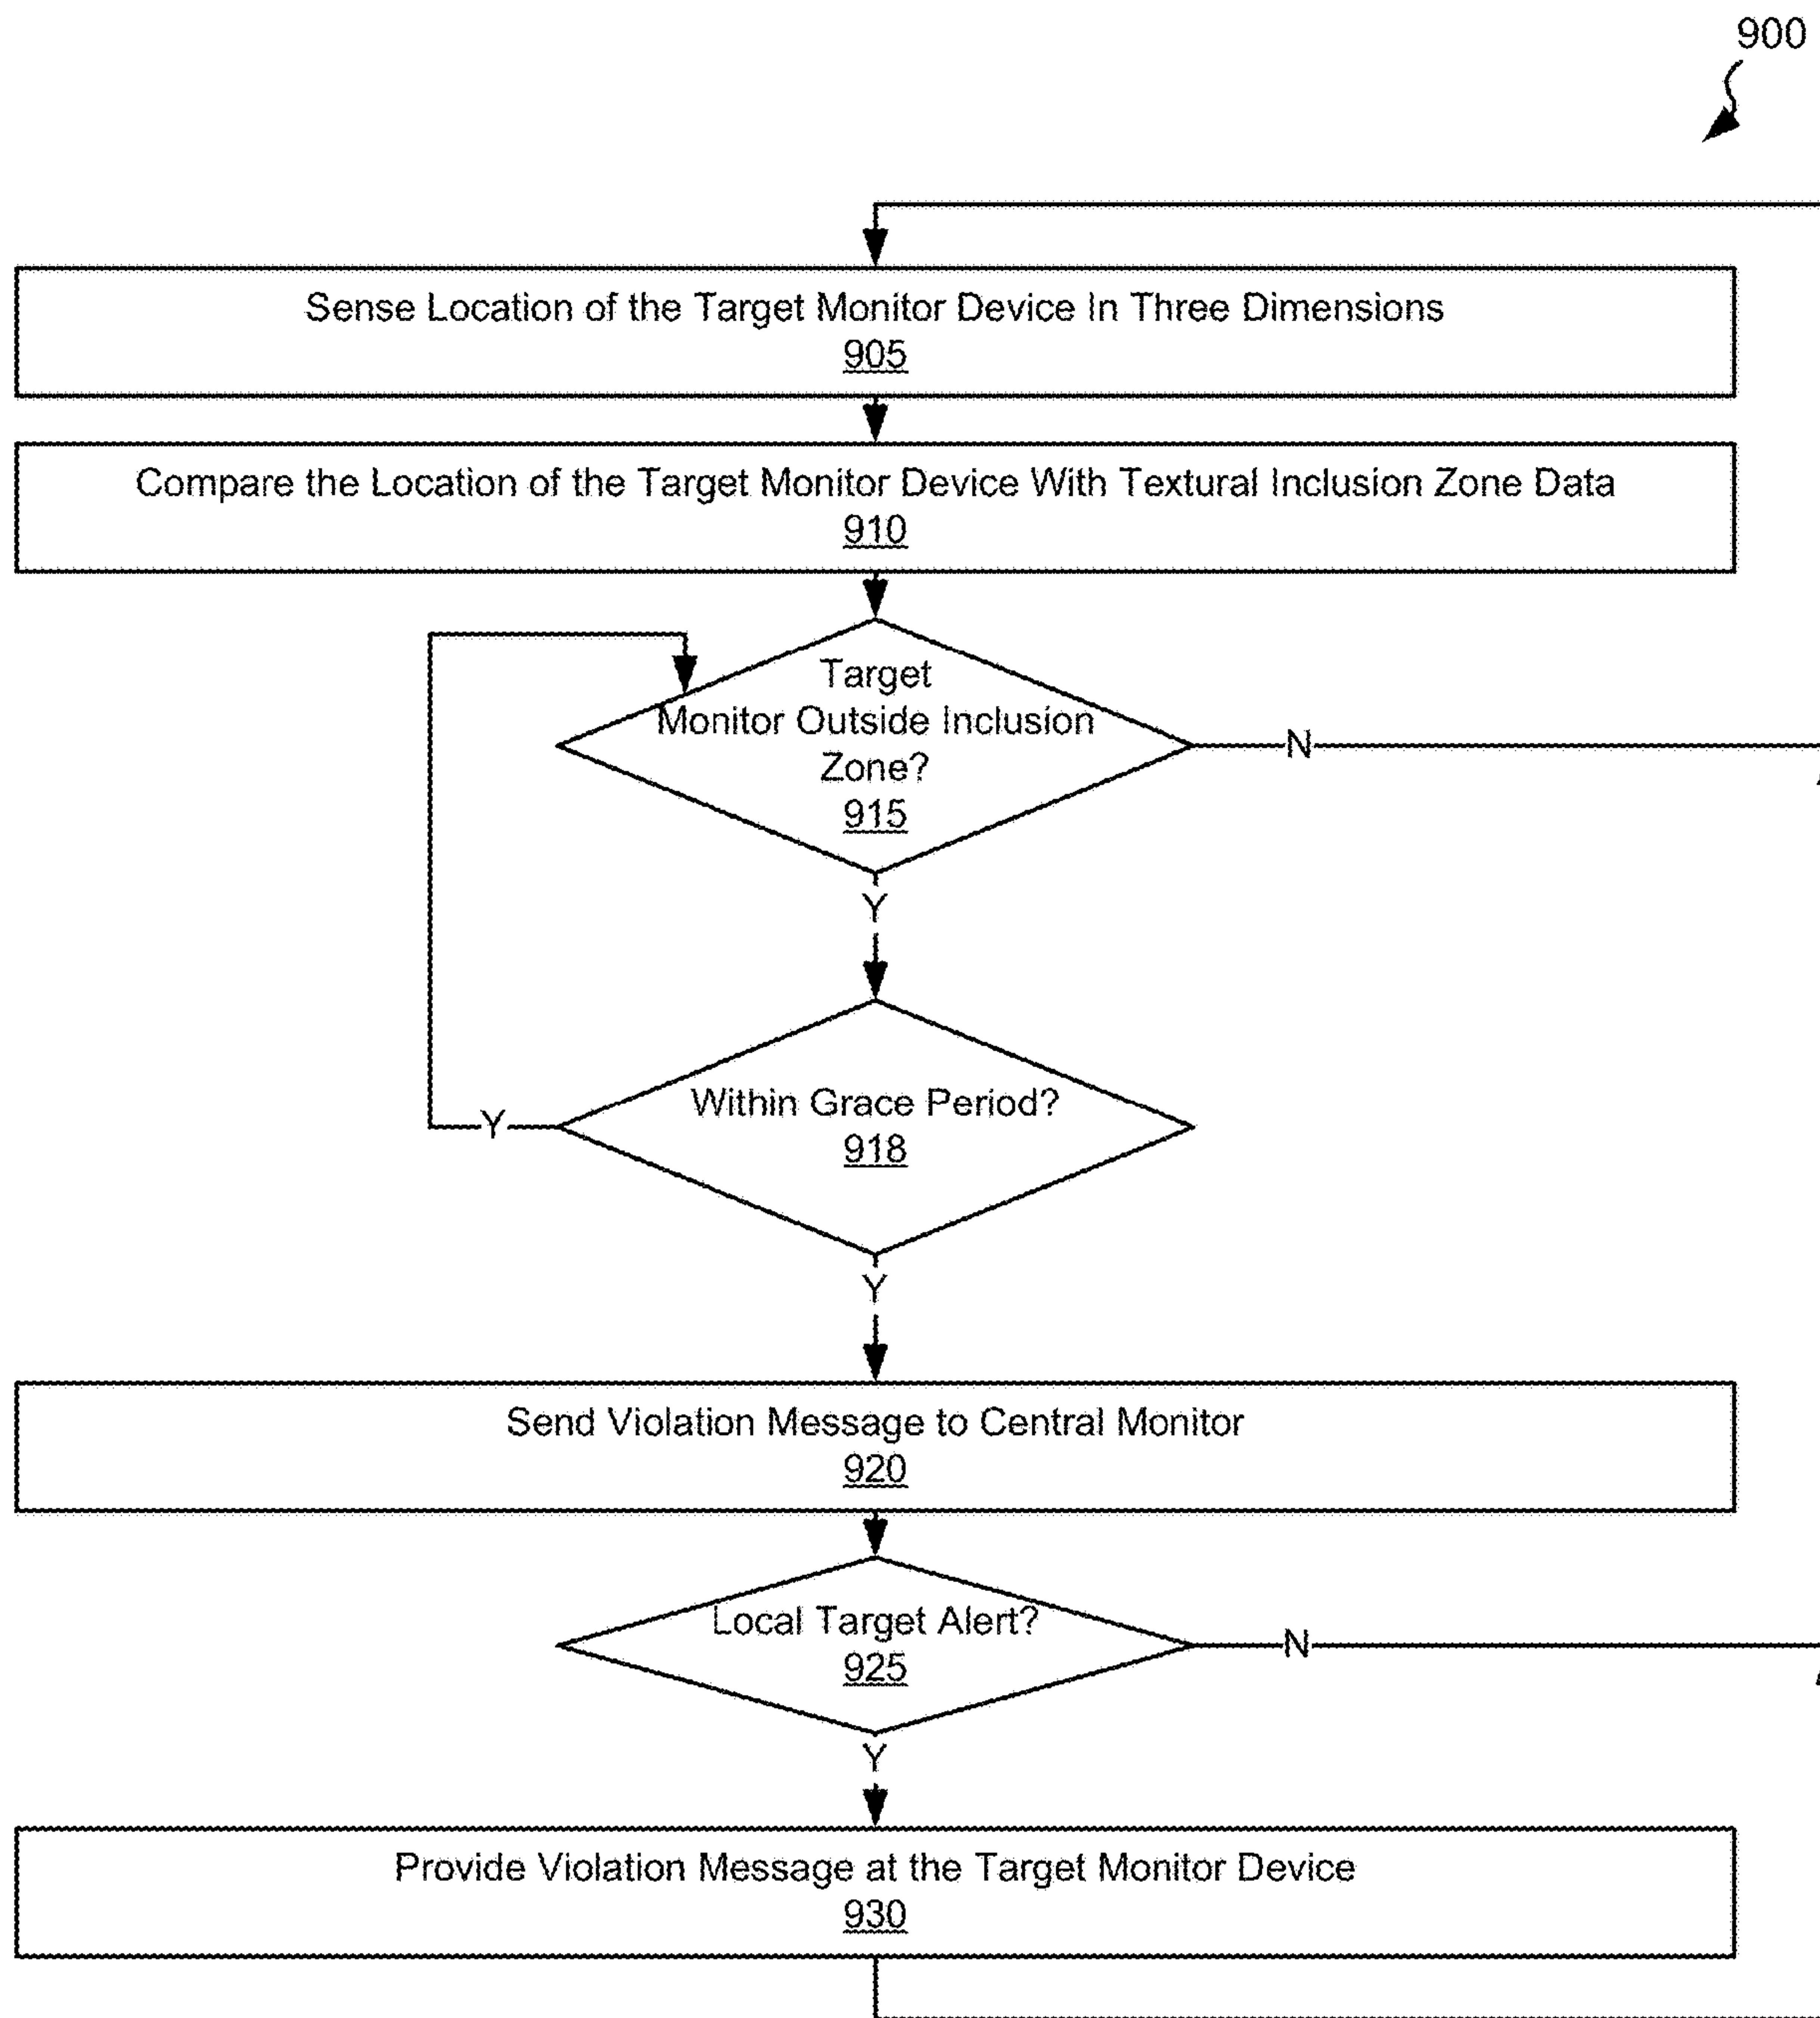 900
Sense Location of the Target Monitor Device In Three Dimensions
905
Compare the Location of the Target Monitor Device With Textural Inclusion Zone Data
910
Target
Monitor Outside Inclusion
Zone?
915
N
Y
Within Grace Period?
918
Y
Y
Send Violation Message to Central Monitor
920
Local Target Alert?
925
N
Y
Provide Violation Message at the Target Monitor Device
930